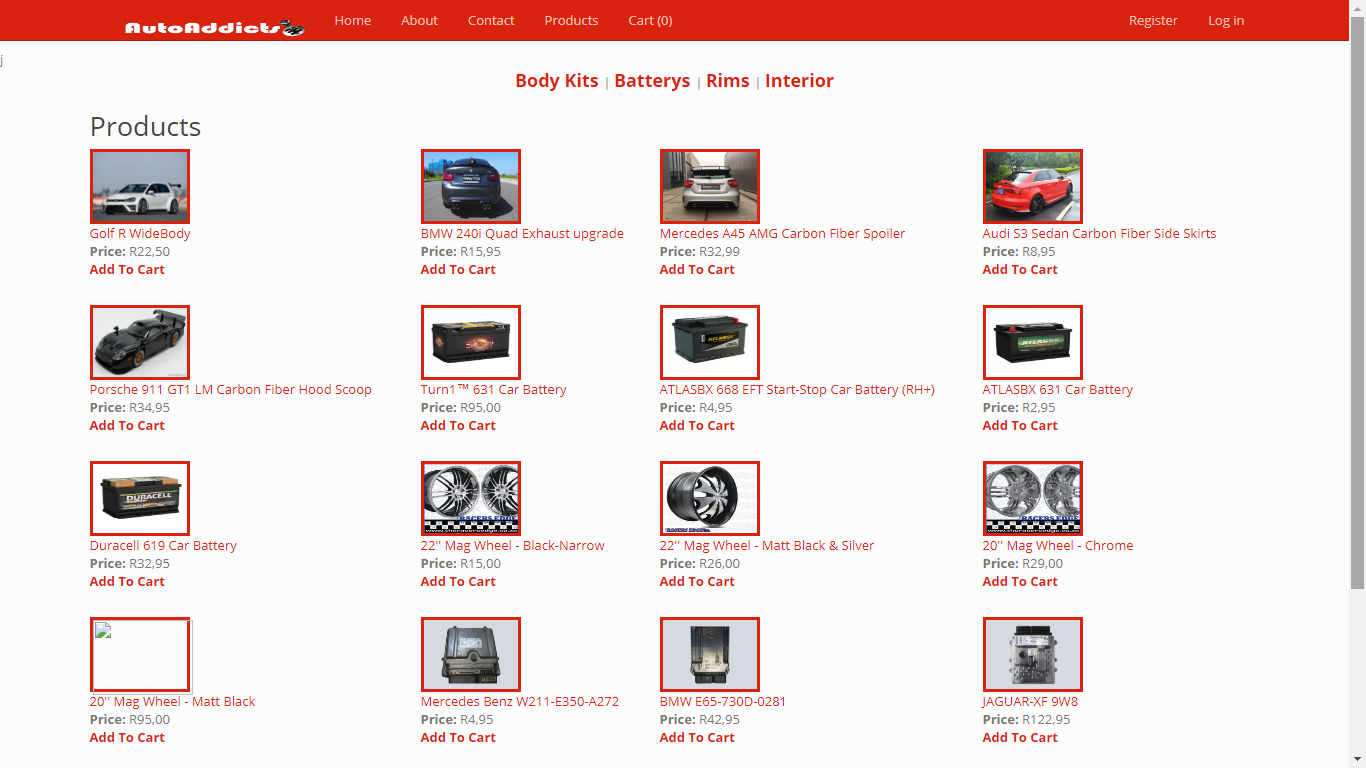 AutoAddicts Home About Contact Products Cart (0) Register Log in
j
Body Kits | Batterys | Rims | Interior
Products
Golf R WideBody BMW 240i Quad Exhaust upgrade Mercedes A45 AMG Carbon Fiber Spoiler Audi S3 Sedan Carbon Fiber Side Skirts
Price: R22,50 Price: R15,95 Price: R32,99 Price: R8,95
Add To Cart Add To Cart Add To Cart Add To Cart
Porsche 911 GT1 LM Carbon Fiber Hood Scoop Turn1™ 631 Car Battery ATLASBX 668 EFT Start-Stop Car Battery (RH+) ATLASBX 631 Car Battery
Price: R34,95 Price: R95,00 Price: R4,95 Price: R2,95
Add To Cart Add To Cart Add To Cart Add To Cart
DURACELL RACERS EDGE
Duracell 619 Car Battery 22'' Mag Wheel - Black-Narrow 22'' Mag Wheel - Matt Black & Silver 20'' Mag Wheel - Chrome
Price: R32,95 Price: R15,00 Price: R26,00 Price: R29,00
Add To Cart Add To Cart Add To Cart Add To Cart
20'' Mag Wheel - Matt Black Mercedes Benz W211-E350-A272 BMW E65-730D-0281 JAGUAR-XF 9W8
Price: R95,00 Price: R4,95 Price: R42,95 Price: R122,95
Add To Cart Add To Cart Add To Cart Add To Cart